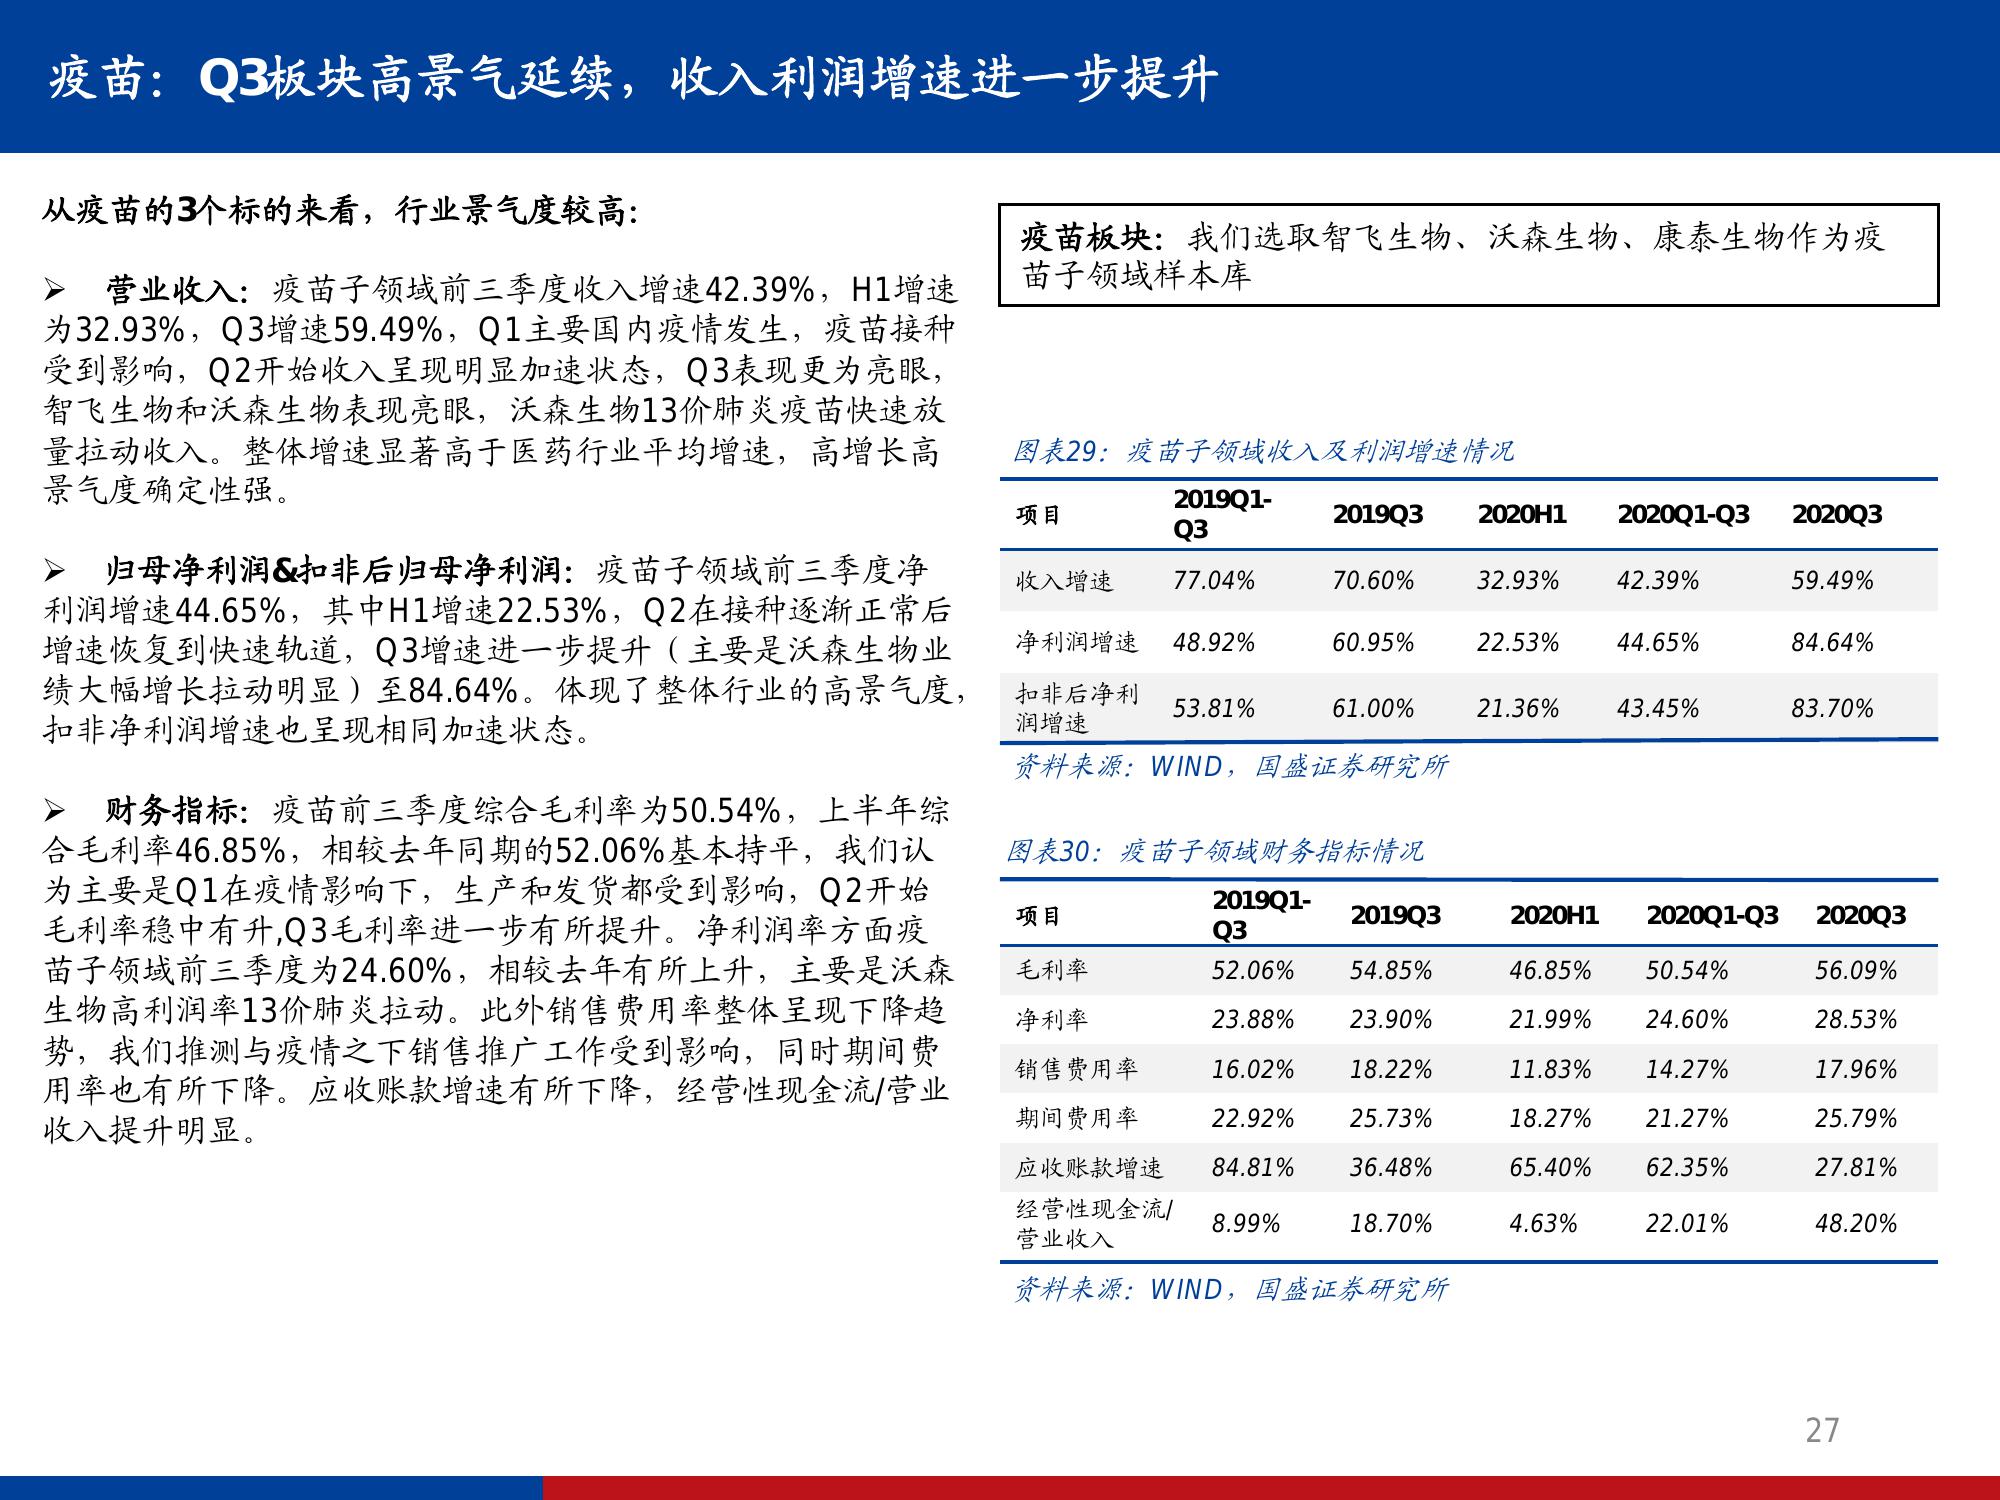 疫苗：Q3板块高景气延续，收入利润增速进一步提升
从疫苗的3个标的来看，行业景气度较高：
➢ 营业收入：疫苗子领域前三季度收入增速42.39%，H1增速
为32.93%，Q3增速59.49%，Q1主要国内疫情发生，疫苗接种
受到影响，Q2开始收入呈现明显加速状态，Q3表现更为亮眼，
智飞生物和沃森生物表现亮眼，沃森生物13价肺炎疫苗快速放
量拉动收入。整体增速显著高于医药行业平均增速，高增长高
景气度确定性强。
➢ 归母净利润&扣非后归母净利润：疫苗子领域前三季度净
利润增速44.65%，其中H1增速22.53%，Q2在接种逐渐正常后
增速恢复到快速轨道，Q3增速进一步提升（主要是沃森生物业
绩大幅增长拉动明显）至84.64%。体现了整体行业的高景气度，
扣非净利润增速也呈现相同加速状态。
➢ 财务指标：疫苗前三季度综合毛利率为50.54%，上半年综
合毛利率46.85%，相较去年同期的52.06%基本持平，我们认
为主要是Q1在疫情影响下，生产和发货都受到影响，Q2开始
毛利率稳中有升,Q3毛利率进一步有所提升。净利润率方面疫
苗子领域前三季度为24.60%，相较去年有所上升，主要是沃森
生物高利润率13价肺炎拉动。此外销售费用率整体呈现下降趋
势，我们推测与疫情之下销售推广工作受到影响，同时期间费
用率也有所下降。应收账款增速有所下降，经营性现金流/营业
收入提升明显。
疫苗板块：我们选取智飞生物、沃森生物、康泰生物作为疫
苗子领域样本库
图表29：疫苗子领域收入及利润增速情况
项目 2019Q1-Q3 2019Q3 2020H1 2020Q1-Q3 2020Q3
收入增速 77.04% 70.60% 32.93% 42.39% 59.49%
净利润增速 48.92% 60.95% 22.53% 44.65% 84.64%
扣非后净利润增速 53.81% 61.00% 21.36% 43.45% 83.70%
资料来源：WIND，国盛证券研究所
图表30：疫苗子领域财务指标情况
项目 2019Q1-Q3 2019Q3 2020H1 2020Q1-Q3 2020Q3
毛利率 52.06% 54.85% 46.85% 50.54% 56.09%
净利率 23.88% 23.90% 21.99% 24.60% 28.53%
销售费用率 16.02% 18.22% 11.83% 14.27% 17.96%
期间费用率 22.92% 25.73% 18.27% 21.27% 25.79%
应收账款增速 84.81% 36.48% 65.40% 62.35% 27.81%
经营性现金流/营业收入 8.99% 18.70% 4.63% 22.01% 48.20%
资料来源：WIND，国盛证券研究所
27